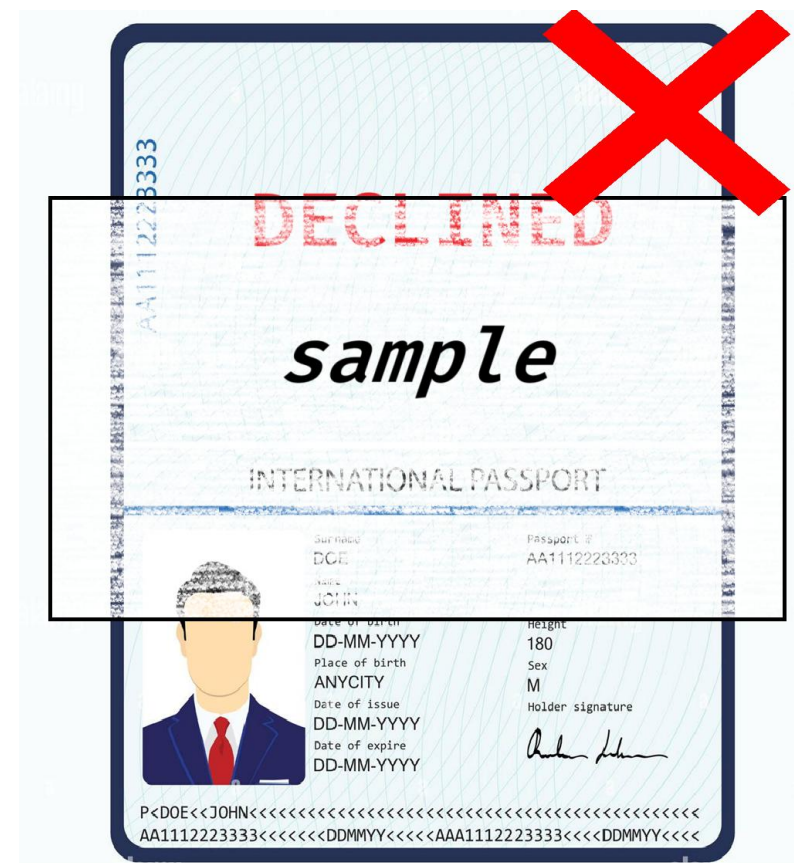 AA1112223333
DECLINED
sample
INTERNATIONAL PASSPORT
Surname
DOE
Name
JOHN
Date of birth
DD-MM-YYYY
Place of birth
ANYCITY
Date of issue
DD-MM-YYYY
Date of expire
DD-MM-YYYY
Passport #
AA1112223333
Height
180
Sex
M
Holder signature
P<DOE<<JOHN<<<<<<<<<<<<<<<<<<<<<<<<<<<<<<<<<<<<
AA1112223333<<<<<<<DDMMYY<<<<<AAA1112223333<<<<DDMMYY<<<<